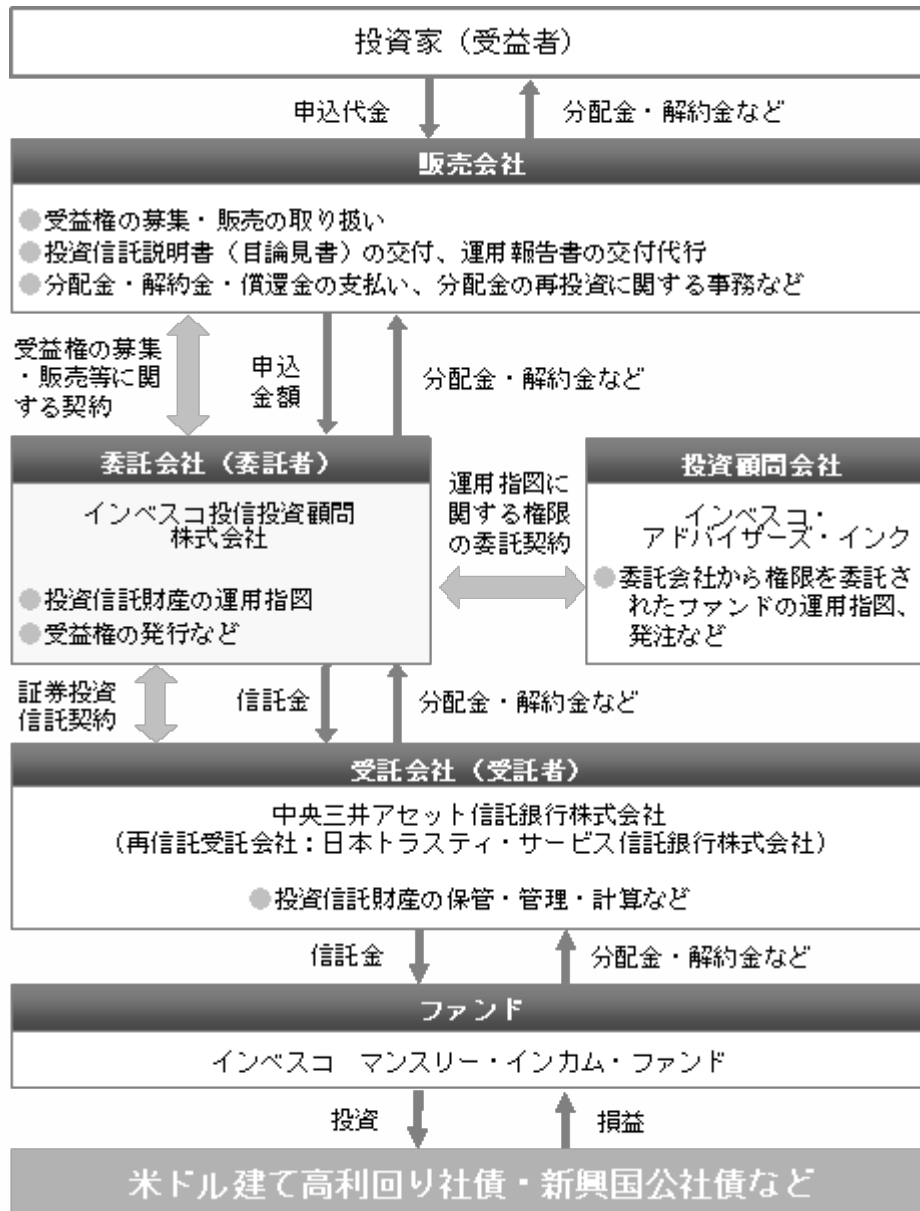 投資家（受益者）
申込代金
分配金・解約金など
販売会社
●受益権の募集・販売の取り扱い
●投資信託説明書（目論見書）の交付、運用報告書の交付代行
●分配金・解約金・償還金の支払い、分配金の再投資に関する事務など
受益権の募集
・販売等に関
する契約
申込
金額
分配金・解約金など
委託会社（委託者）
インベスコ投信投資顧問
株式会社
●投資信託財産の運用指図
●受益権の発行など
運用指図に
関する権限
の委託契約
投資顧問会社
インベスコ・
アドバイザーズ・インク
●委託会社から権限を委託さ
れたファンドの運用指図、
発注など
証券投資
信託契約
信託金
分配金・解約金など
受託会社（受託者）
中央三井アセット信託銀行株式会社
（再信託受託会社：日本トラスティ・サービス信託銀行株式会社）
●投資信託財産の保管・管理・計算など
信託金
分配金・解約金など
ファンド
インベスコ　マンスリー・インカム・ファンド
投資
損益
米ドル建て高利回り社債・新興国公社債など